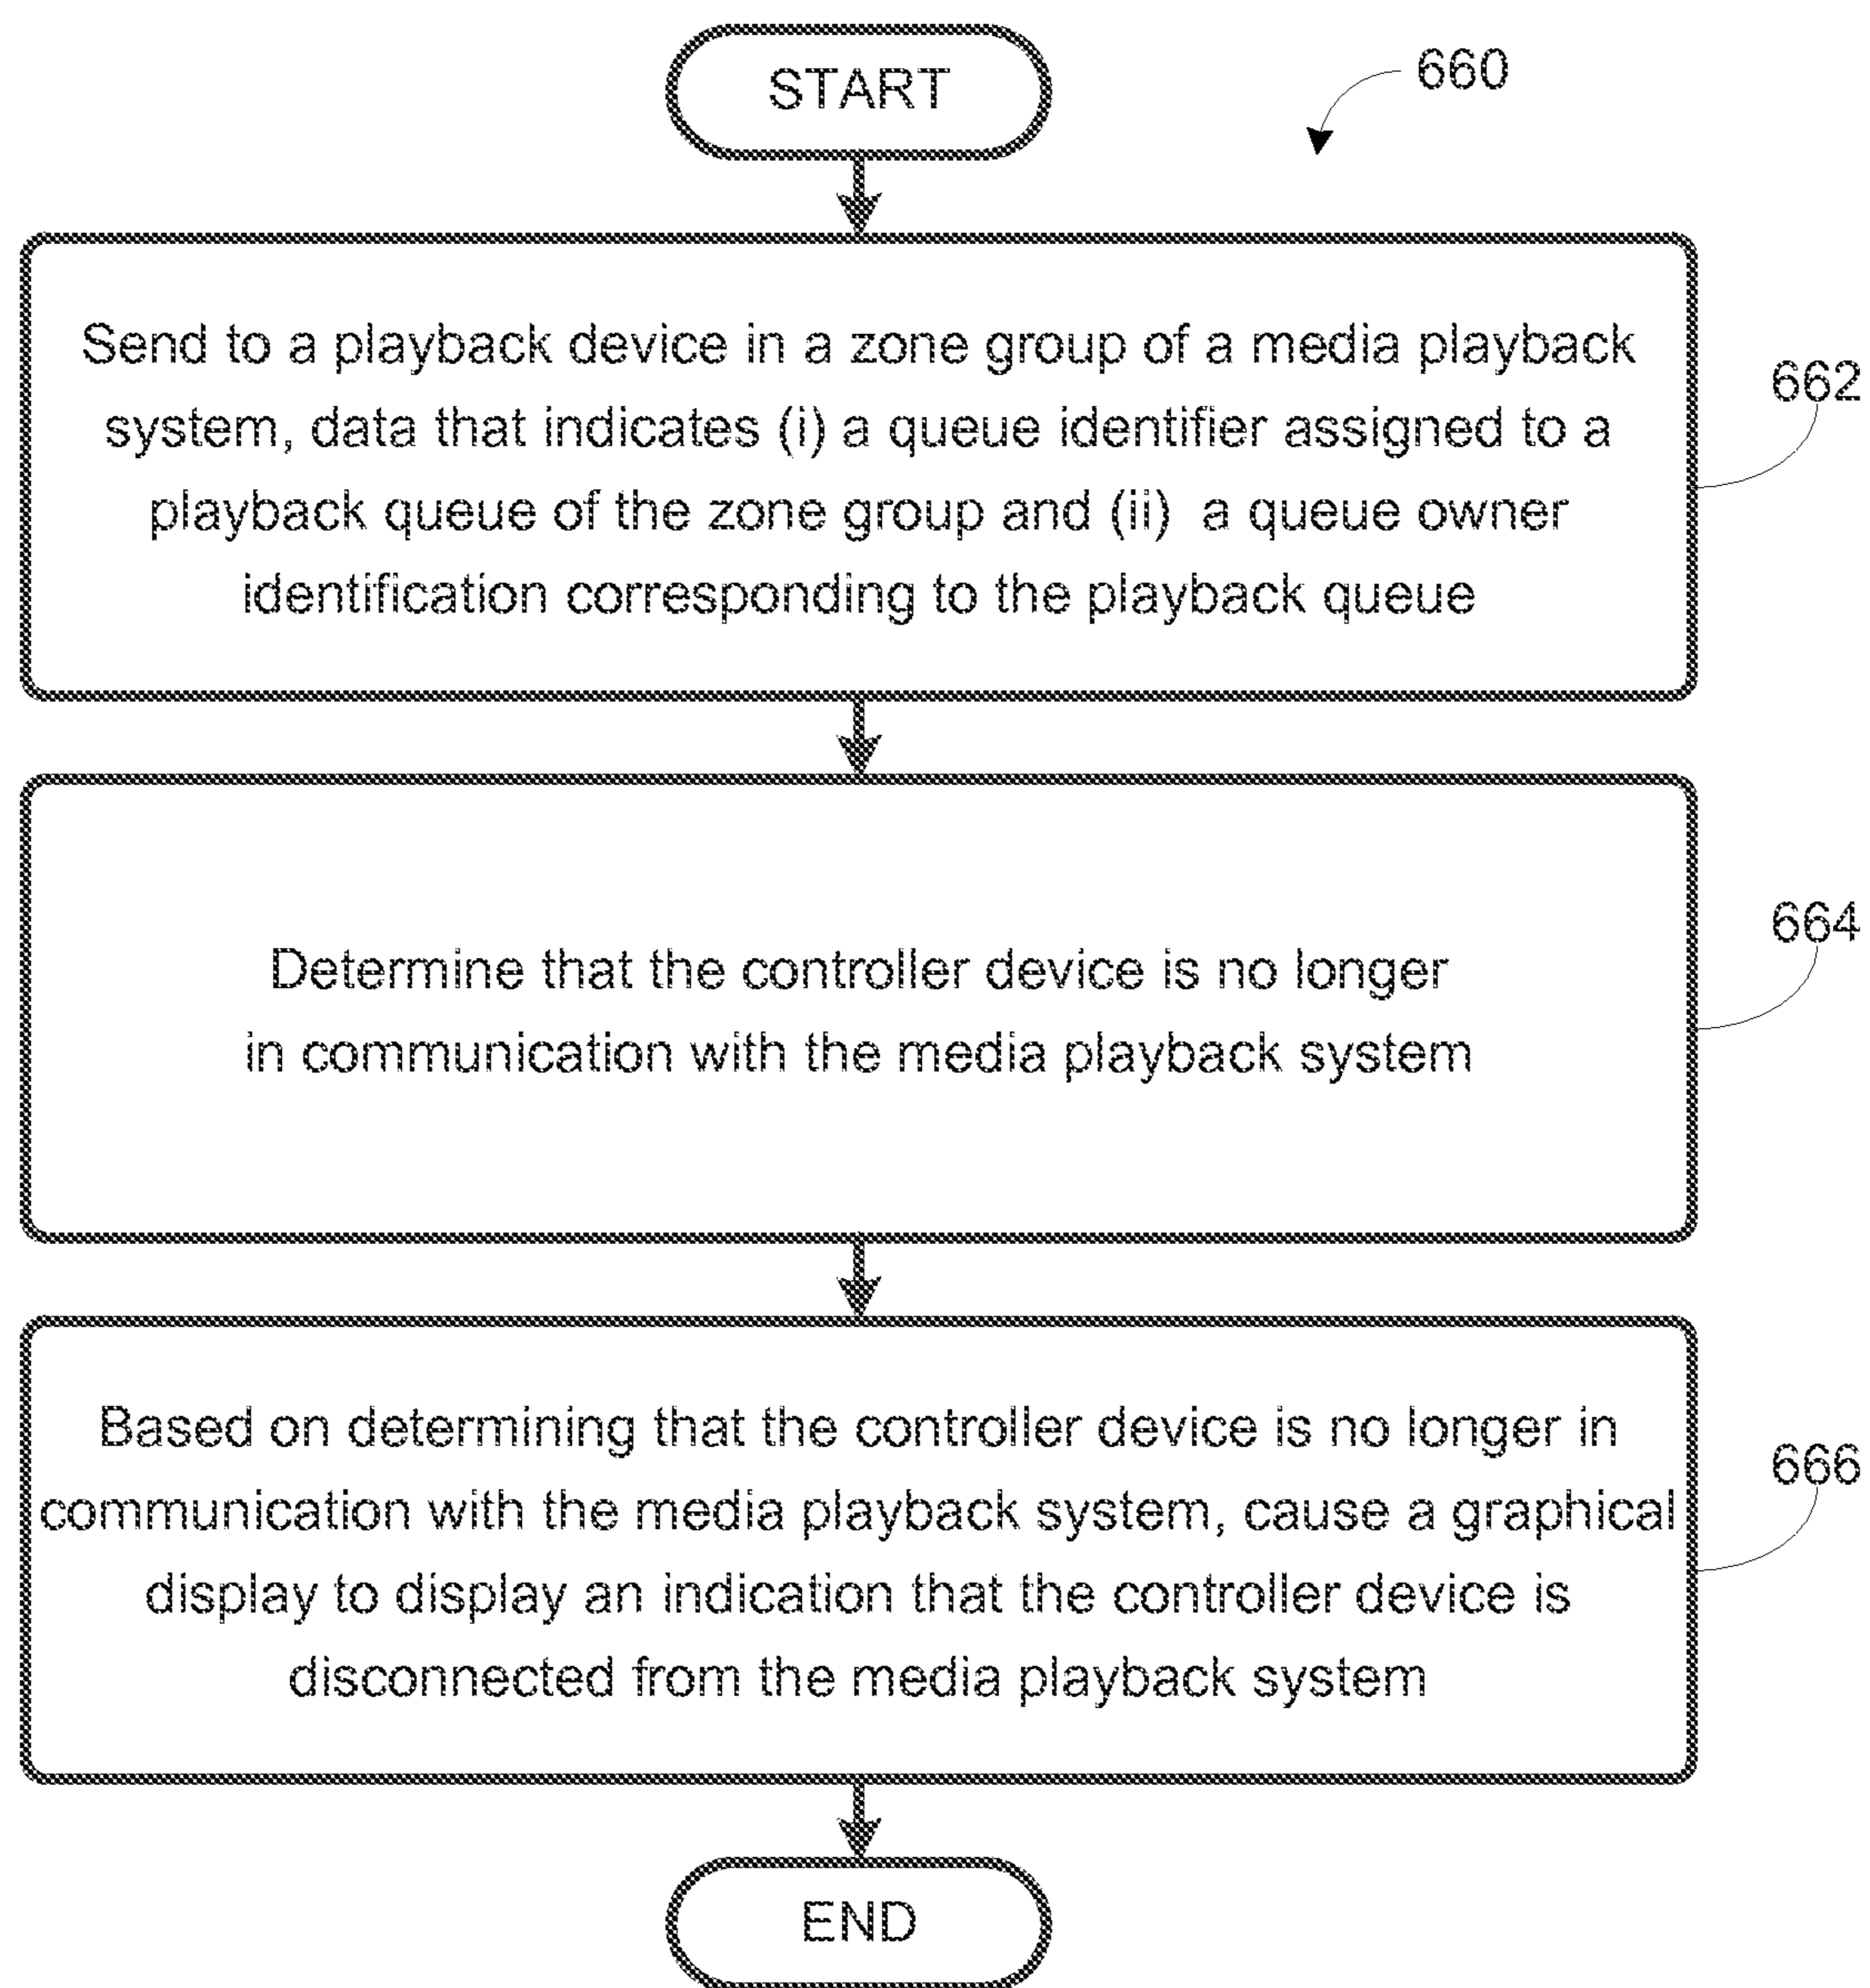 START
660
Send to a playback device in a zone group of a media playback
system, data that indicates (i) a queue identifier assigned to a
playback queue of the zone group and (ii) a queue owner
identification corresponding to the playback queue
662
Determine that the controller device is no longer
in communication with the media playback system
664
Based on determining that the controller device is no longer in
communication with the media playback system, cause a graphical
display to display an indication that the controller device is
disconnected from the media playback system
666
END